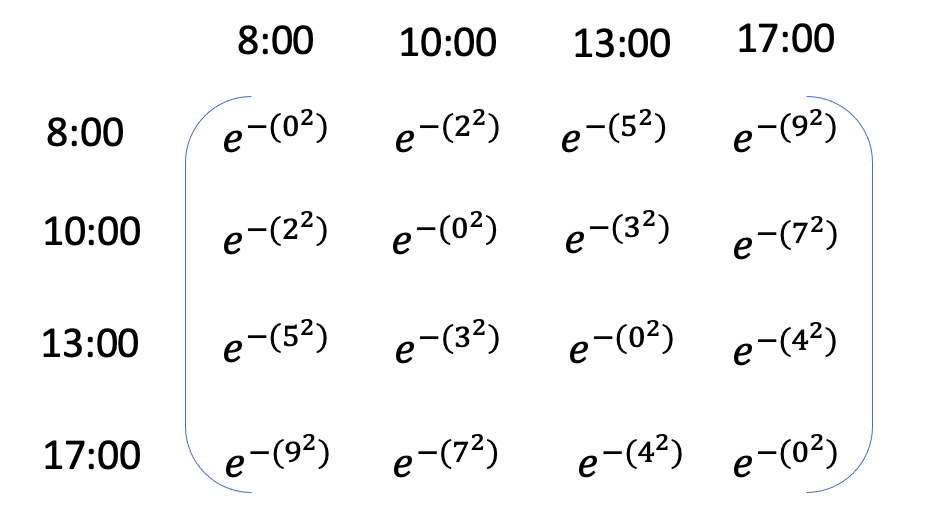 8:00 10:00 13:00 17:00
8:00 e^{-(0^2)} e^{-(2^2)} e^{-(5^2)} e^{-(9^2)}
10:00 e^{-(2^2)} e^{-(0^2)} e^{-(3^2)} e^{-(7^2)}
13:00 e^{-(5^2)} e^{-(3^2)} e^{-(0^2)} e^{-(4^2)}
17:00 e^{-(9^2)} e^{-(7^2)} e^{-(4^2)} e^{-(0^2)}